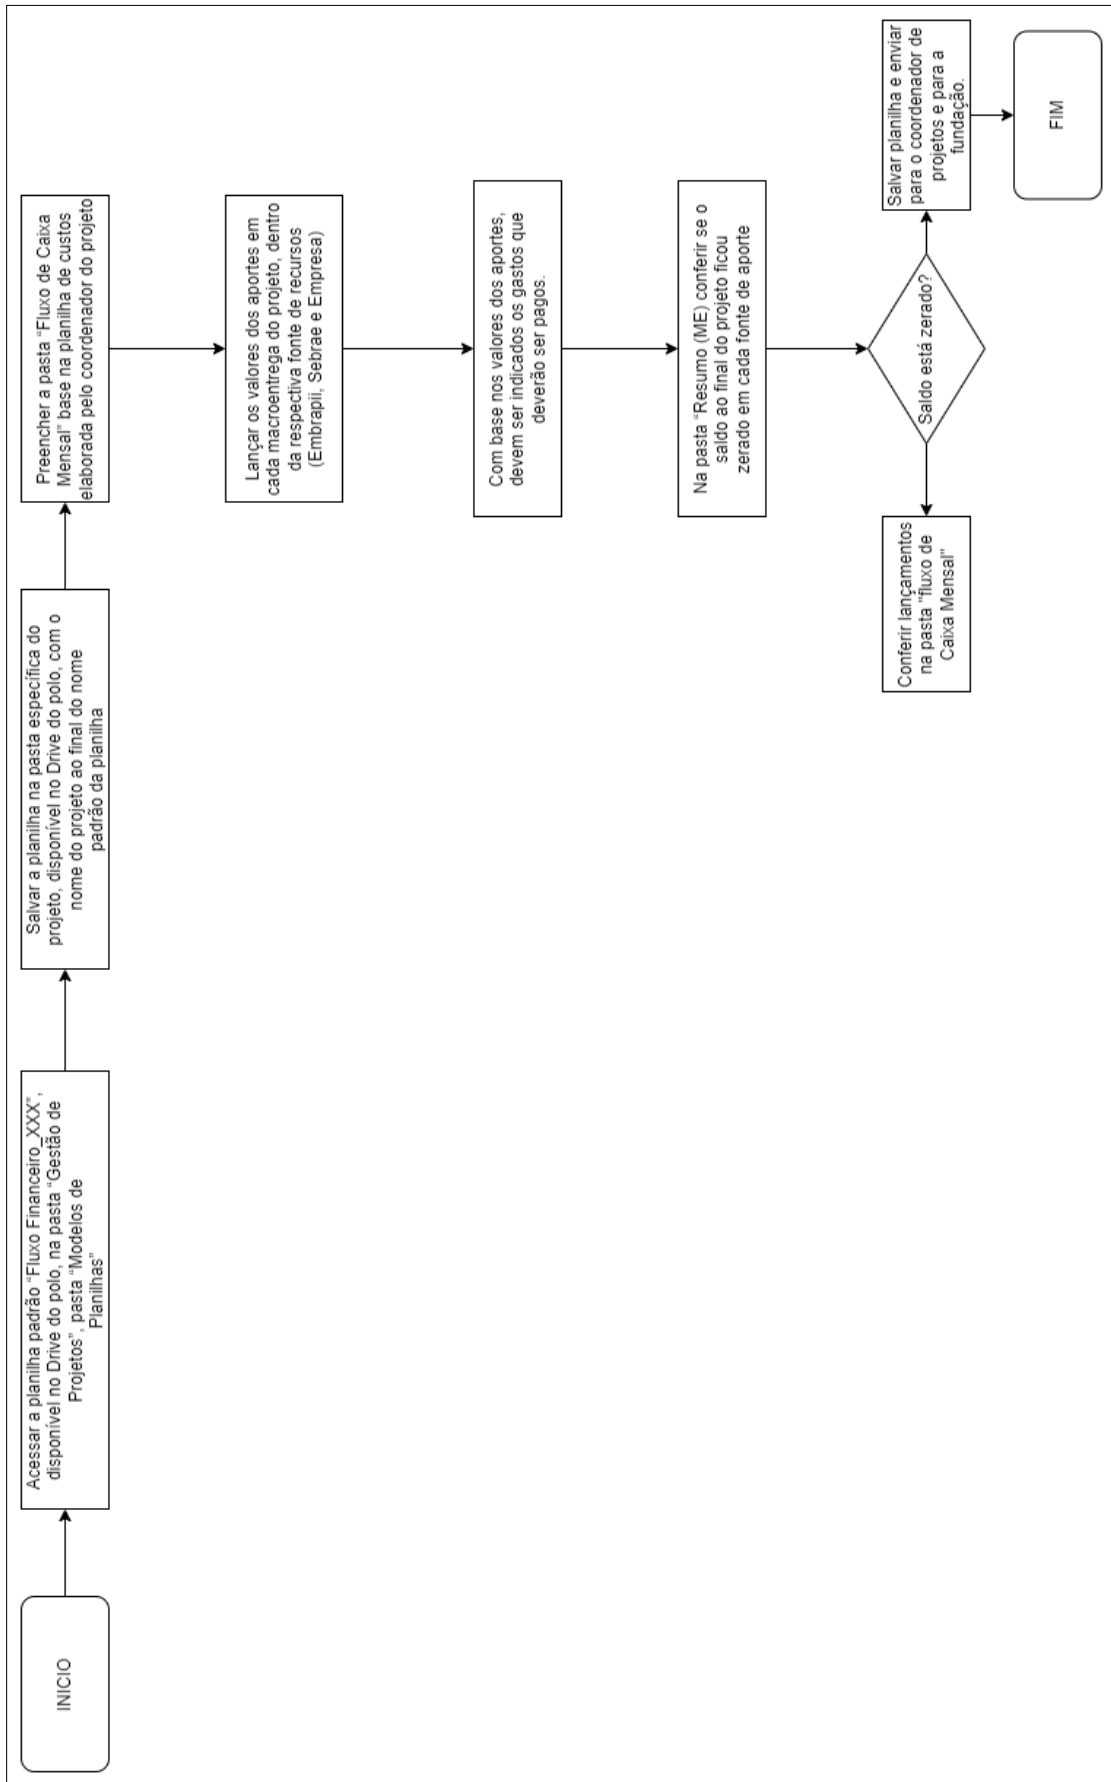 INICIO
Acessar a planilha padrão “Fluxo Financeiro_XXX”,
disponível no Drive do polo, na pasta “Gestão de
Projetos”, pasta “Modelos de
Planilhas”
Salvar a planilha na pasta específica do
projeto, disponível no Drive do polo, com o
nome do projeto ao final do nome
padrão da planilha
Preencher a pasta “Fluxo de Caixa
Mensal” base na planilha de custos
elaborada pelo coordenador do projeto
Lançar os valores dos aportes em
cada macroentrega do projeto, dentro
da respectiva fonte de recursos
(Embrapii, Sebrae e Empresa)
Com base nos valores dos aportes,
devem ser indicados os gastos que
deverão ser pagos.
Na pasta “Resumo (ME) conferir se o
saldo ao final do projeto ficou
zerado em cada fonte de aporte
Saldo está zerado?
Conferir lançamentos
na pasta "fluxo de
Caixa Mensal"
Salvar planilha e enviar
para o coordenador de
projetos e para a
fundação.
FIM